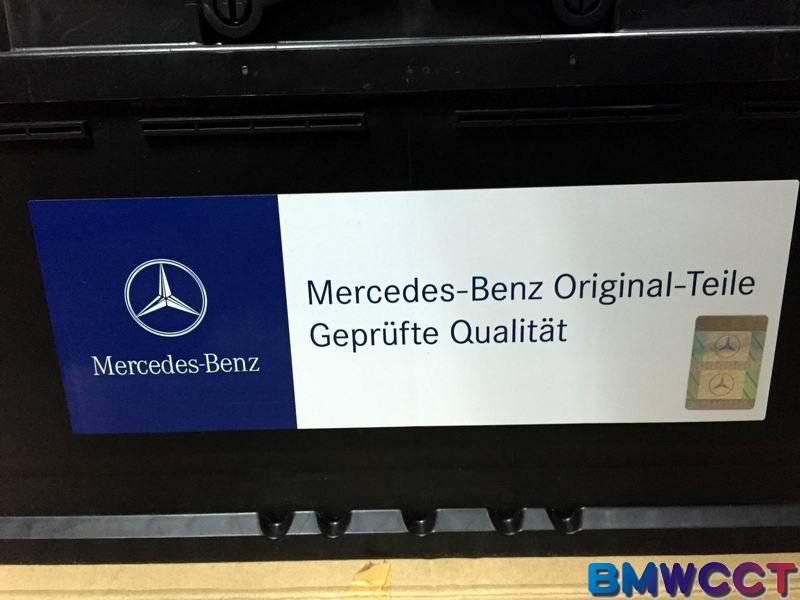 Mercedes-Benz Original-Teile
Geprüfte Qualität
Mercedes-Benz
BMWCCT